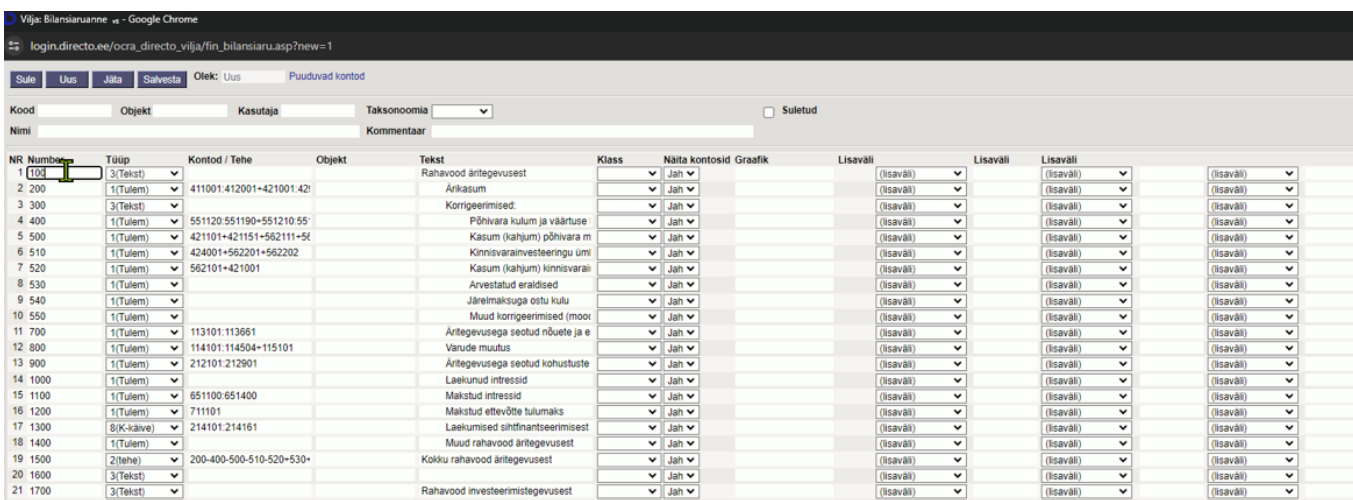 Vilja: Bilansiaruanne vs - Google Chrome
login.directo.ee/ocra_directo_vilja/fin_bilansiaru.asp?new=1
Sule Uus Jäta Salvesta Olek: Uus Puuduvad kontod
Kood Objekt Kasutaja Taksonoomia Suletud
Nimi Kommentaar
NR Number Tüüp Kontod / Tehe Objekt Tekst Klass Näita kontosid Graafik Lisaväli Lisaväli Lisaväli
1 100 3(Tekst) Rahavood äritegevusest Jah (lisaväli) (lisaväli) (lisaväli)
2 200 1(Tulem) 411001:412001+421001:429 Ärikasum Jah (lisaväli) (lisaväli) (lisaväli)
3 300 3(Tekst) Korrigeerimised: Jah (lisaväli) (lisaväli) (lisaväli)
4 400 1(Tulem) 551120:551190+551210:55 Põhivara kulum ja väärtuse Jah (lisaväli) (lisaväli) (lisaväli)
5 500 1(Tulem) 421101+421151+562111+56 Kasum (kahjum) põhivara m Jah (lisaväli) (lisaväli) (lisaväli)
6 510 1(Tulem) 424001+562201+562202 Kinnisvarainvesteeringu üml Jah (lisaväli) (lisaväli) (lisaväli)
7 520 1(Tulem) 562101+421001 Kasum (kahjum) kinnisvarai Jah (lisaväli) (lisaväli) (lisaväli)
8 530 1(Tulem) Arvestatud eraldised Jah (lisaväli) (lisaväli) (lisaväli)
9 540 1(Tulem) Järelmaksuga ostu kulu Jah (lisaväli) (lisaväli) (lisaväli)
10 550 1(Tulem) Muud korrigeerimised (mooc Jah (lisaväli) (lisaväli) (lisaväli)
11 700 1(Tulem) 113101:113661 Äritegevusega seotud nõuete ja e Jah (lisaväli) (lisaväli) (lisaväli)
12 800 1(Tulem) 114101:114504+115101 Varude muutus Jah (lisaväli) (lisaväli) (lisaväli)
13 900 1(Tulem) 212101:212901 Äritegevusega seotud kohustuste Jah (lisaväli) (lisaväli) (lisaväli)
14 1000 1(Tulem) Laekunud intressid Jah (lisaväli) (lisaväli) (lisaväli)
15 1100 1(Tulem) 651100:651400 Makstud intressid Jah (lisaväli) (lisaväli) (lisaväli)
16 1200 1(Tulem) 711101 Makstud ettevõtte tulumaks Jah (lisaväli) (lisaväli) (lisaväli)
17 1300 8(K-käive) 214101:214161 Laekumised sihtfinantseerimisest Jah (lisaväli) (lisaväli) (lisaväli)
18 1400 1(Tulem) Muud rahavood äritegevusest Jah (lisaväli) (lisaväli) (lisaväli)
19 1500 2(tehe) 200-400-500-510-520+530+ Kokku rahavood äritegevusest Jah (lisaväli) (lisaväli) (lisaväli)
20 1600 3(Tekst) Jah (lisaväli) (lisaväli) (lisaväli)
21 1700 3(Tekst) Rahavood investeerimistegevusest Jah (lisaväli) (lisaväli) (lisaväli)